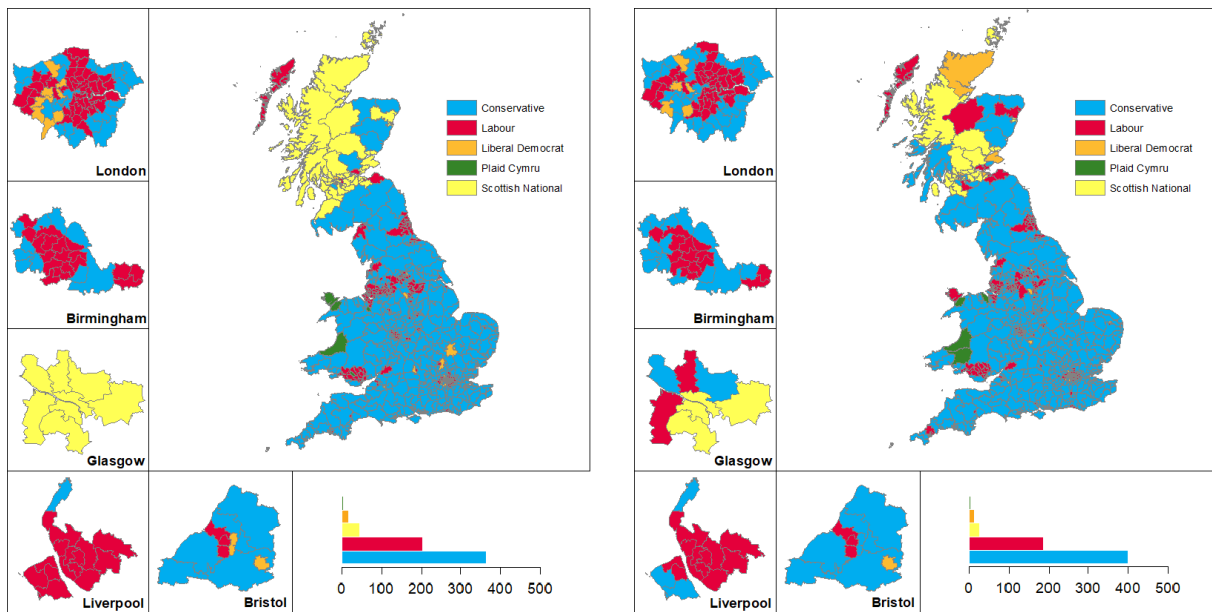 London
Birmingham
Glasgow
Liverpool
Bristol
Conservative
Labour
Liberal Democrat
Plaid Cymru
Scottish National
0 100 200 300 400 500
London
Birmingham
Glasgow
Liverpool
Bristol
Conservative
Labour
Liberal Democrat
Plaid Cymru
Scottish National
0 100 200 300 400 500